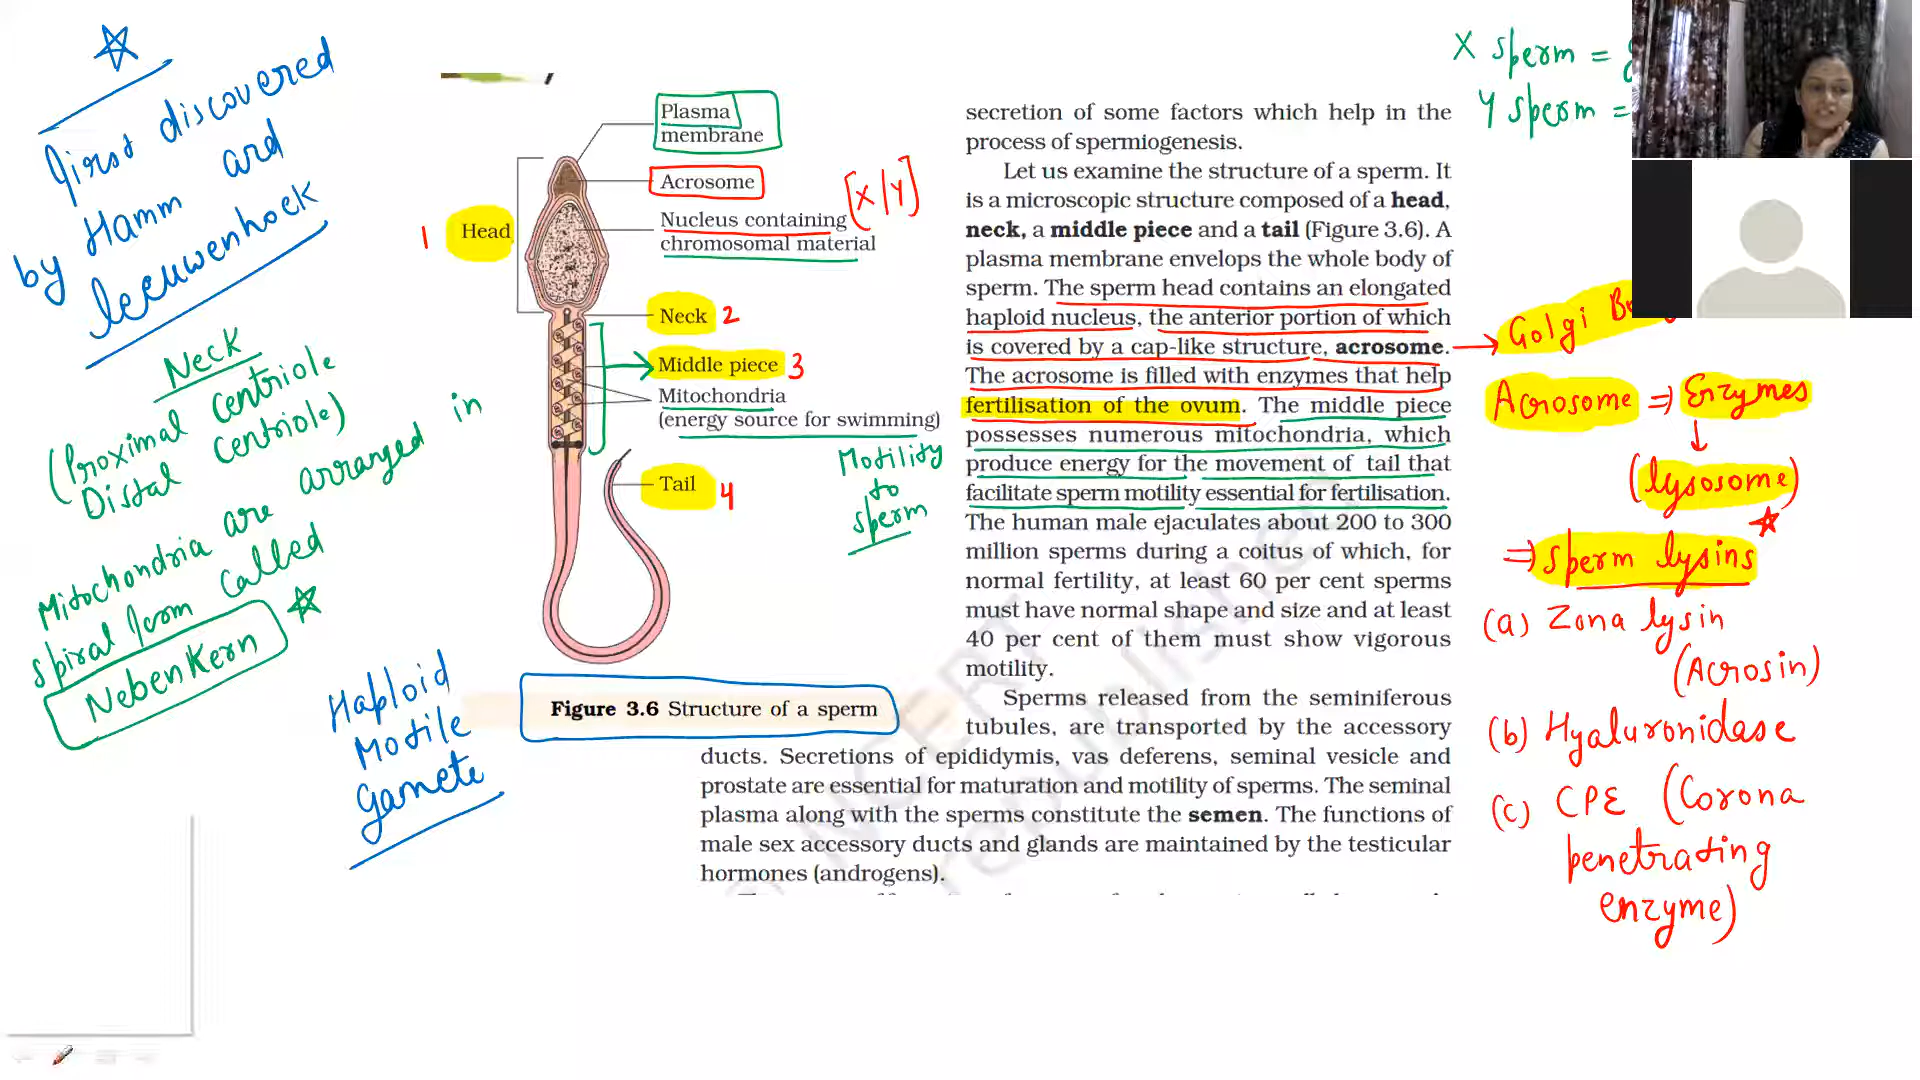 ☆
first discovered
by Hamm and
Leeuwenhoek
Neck
(Proximal centriole
Distal centriole)
Mitochondria are arranged in
spiral form called
NebenKern ☆
Haploid
Motile
gamete
Plasma
membrane
Acrosome
[X/Y]
Nucleus containing
chromosomal material
1 Head
Neck 2
Middle piece 3
Mitochondria
(energy source for swimming)
Motility
to
sperm
Tail 4
Figure 3.6 Structure of a sperm
secretion of some factors which help in the
process of spermiogenesis.
Let us examine the structure of a sperm. It
is a microscopic structure composed of a head,
neck, a middle piece and a tail (Figure 3.6). A
plasma membrane envelops the whole body of
sperm. The sperm head contains an elongated
haploid nucleus, the anterior portion of which
is covered by a cap-like structure, acrosome.
The acrosome is filled with enzymes that help
fertilisation of the ovum. The middle piece
possesses numerous mitochondria, which
produce energy for the movement of tail that
facilitate sperm motility essential for fertilisation.
The human male ejaculates about 200 to 300
million sperms during a coitus of which, for
normal fertility, at least 60 per cent sperms
must have normal shape and size and at least
40 per cent of them must show vigorous
motility.
Sperms released from the seminiferous
tubules, are transported by the accessory
ducts. Secretions of epididymis, vas deferens, seminal vesicle and
prostate are essential for maturation and motility of sperms. The seminal
plasma along with the sperms constitute the semen. The functions of
male sex accessory ducts and glands are maintained by the testicular
hormones (androgens).
X sperm =
Y sperm =
→ Golgi
Acrosome ⇒ Enzymes
↓
(lysosome)
⇒ sperm lysins ☆
(a) Zona lysin
(Acrosin)
(b) Hyaluronidase
(c) CPE (Corona
penetrating
enzyme)